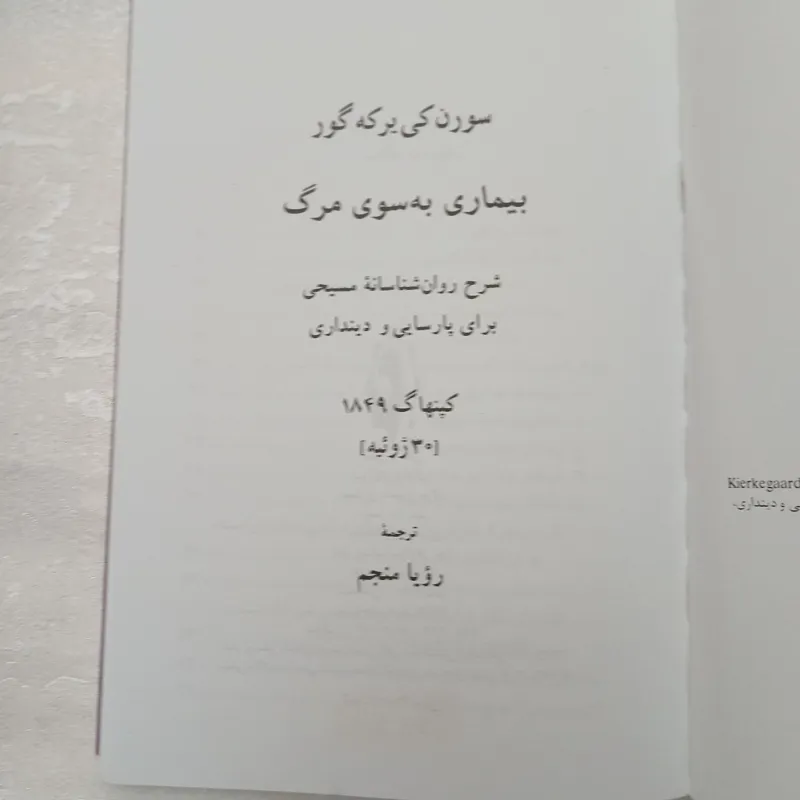 سورن کی‌یرکه گور
بیماری به‌سوی مرگ
شرح روان‌شناسانهٔ مسیحی
برای پارسایی و دینداری
کپنهاگ ۱۸۴۹
[۳۰ ژوئیه]
ترجمهٔ
رؤیا منجم
Kierkegaard
و دینداری،